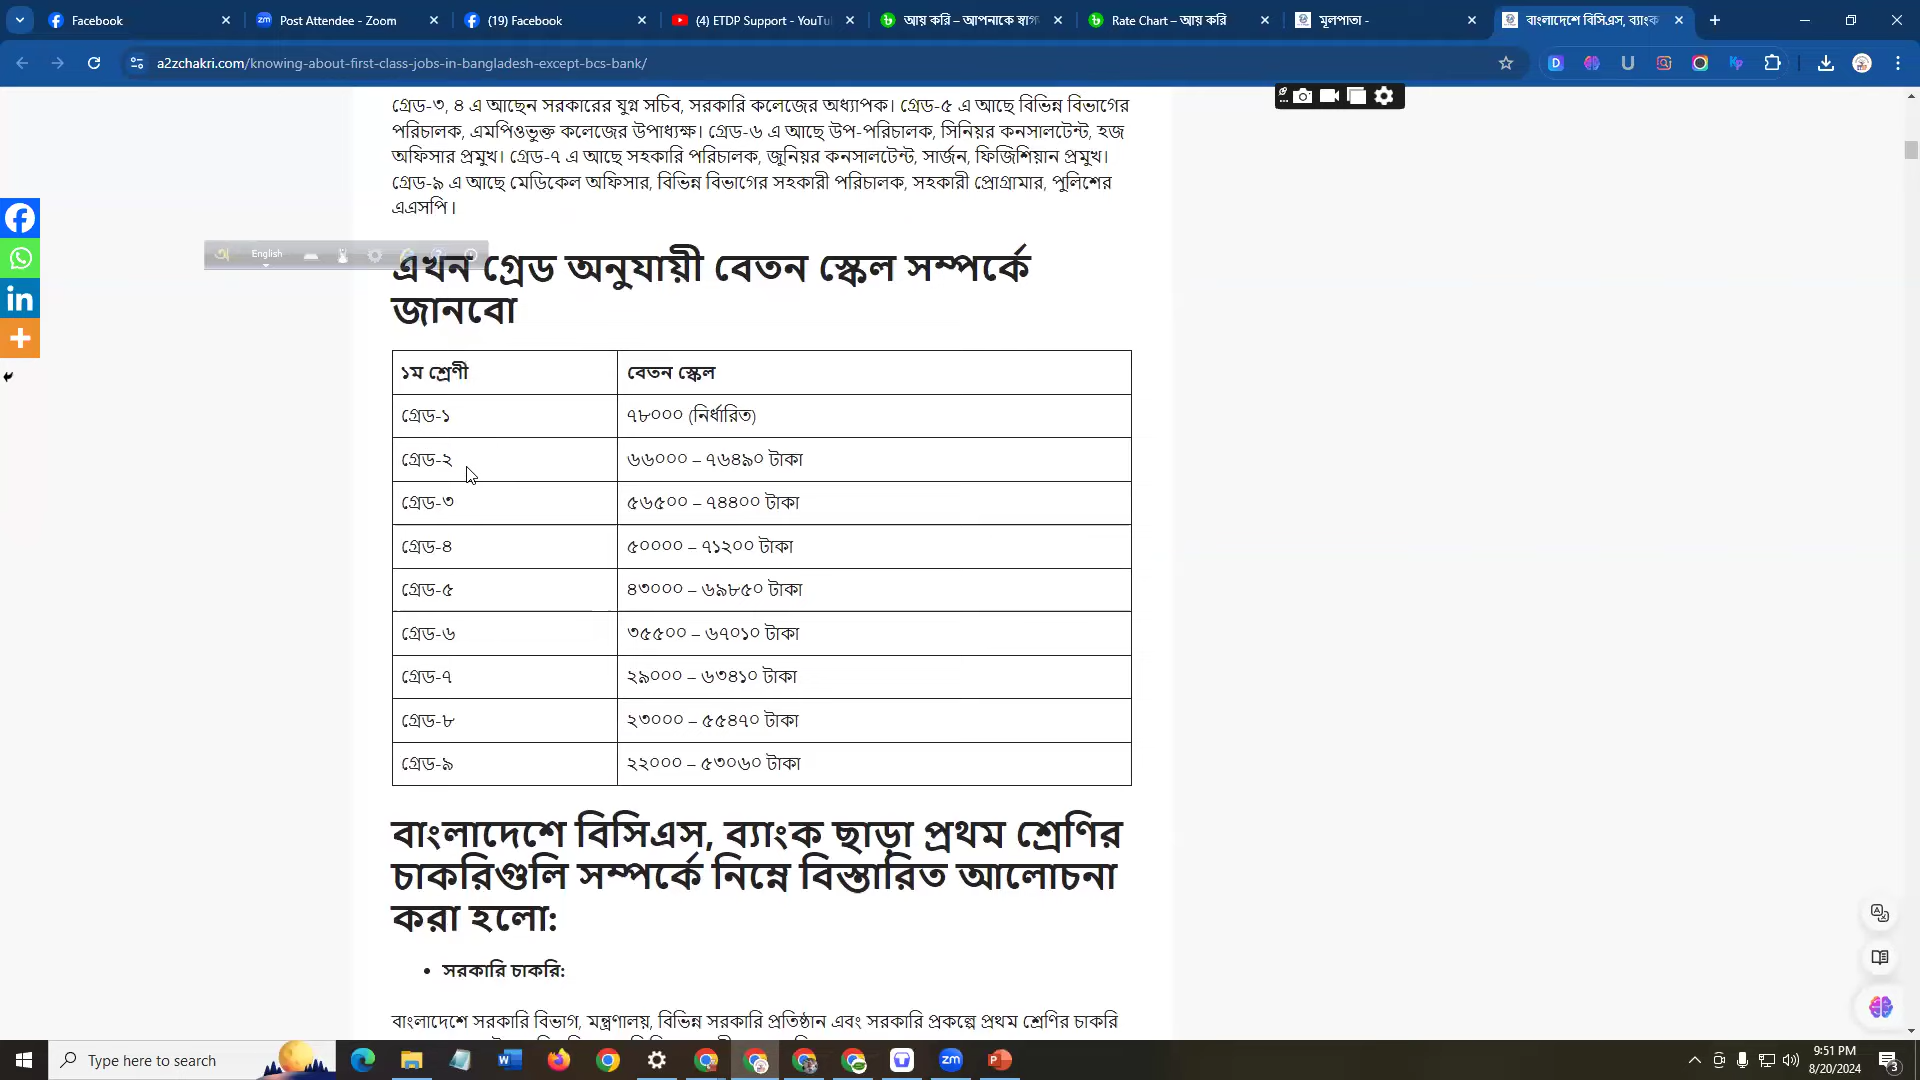 Facebook
Post Attendee - Zoom
(19) Facebook
(4) ETDP Support - YouTu
আয় করি – আপনাকে স্বাগ
Rate Chart – আয় করি
মূলপাতা -
বাংলাদেশে বিসিএস, ব্যাংক
a2zchakri.com/knowing-about-first-class-jobs-in-bangladesh-except-bcs-bank/
গ্রেড-৩, ৪ এ আছেন সরকারের যুগ্ন সচিব, সরকারি কলেজের অধ্যাপক। গ্রেড-৫ এ আছে বিভিন্ন বিভাগের
পরিচালক, এমপিওভুক্ত কলেজের উপাধ্যক্ষ। গ্রেড-৬ এ আছে উপ-পরিচালক, সিনিয়র কনসালটেন্ট, হজ
অফিসার প্রমুখ। গ্রেড-৭ এ আছে সহকারি পরিচালক, জুনিয়র কনসালটেন্ট, সার্জন, ফিজিশিয়ান প্রমুখ।
গ্রেড-৯ এ আছে মেডিকেল অফিসার, বিভিন্ন বিভাগের সহকারী পরিচালক, সহকারী প্রোগ্রামার, পুলিশের
এএসপি।
অ English
এখন গ্রেড অনুযায়ী বেতন স্কেল সম্পর্কে
জানবো
১ম শ্রেণী বেতন স্কেল
গ্রেড-১ ৭৮০০০ (নির্ধারিত)
গ্রেড-২ ৬৬০০০ – ৭৬৪৯০ টাকা
গ্রেড-৩ ৫৬৫০০ – ৭৪৪০০ টাকা
গ্রেড-৪ ৫০০০০ – ৭১২০০ টাকা
গ্রেড-৫ ৪৩০০০ – ৬৯৮৫০ টাকা
গ্রেড-৬ ৩৫৫০০ – ৬৭০১০ টাকা
গ্রেড-৭ ২৯০০০ – ৬৩৪১০ টাকা
গ্রেড-৮ ২৩০০০ – ৫৫৪৭০ টাকা
গ্রেড-৯ ২২০০০ – ৫৩০৬০ টাকা
বাংলাদেশে বিসিএস, ব্যাংক ছাড়া প্রথম শ্রেণির
চাকরিগুলি সম্পর্কে নিম্নে বিস্তারিত আলোচনা
করা হলো:
• সরকারি চাকরি:
বাংলাদেশে সরকারি বিভাগ, মন্ত্রণালয়, বিভিন্ন সরকারি প্রতিষ্ঠান এবং সরকারি প্রকল্পে প্রথম শ্রেণির চাকরি
Type here to search
9:51 PM
8/20/2024
3